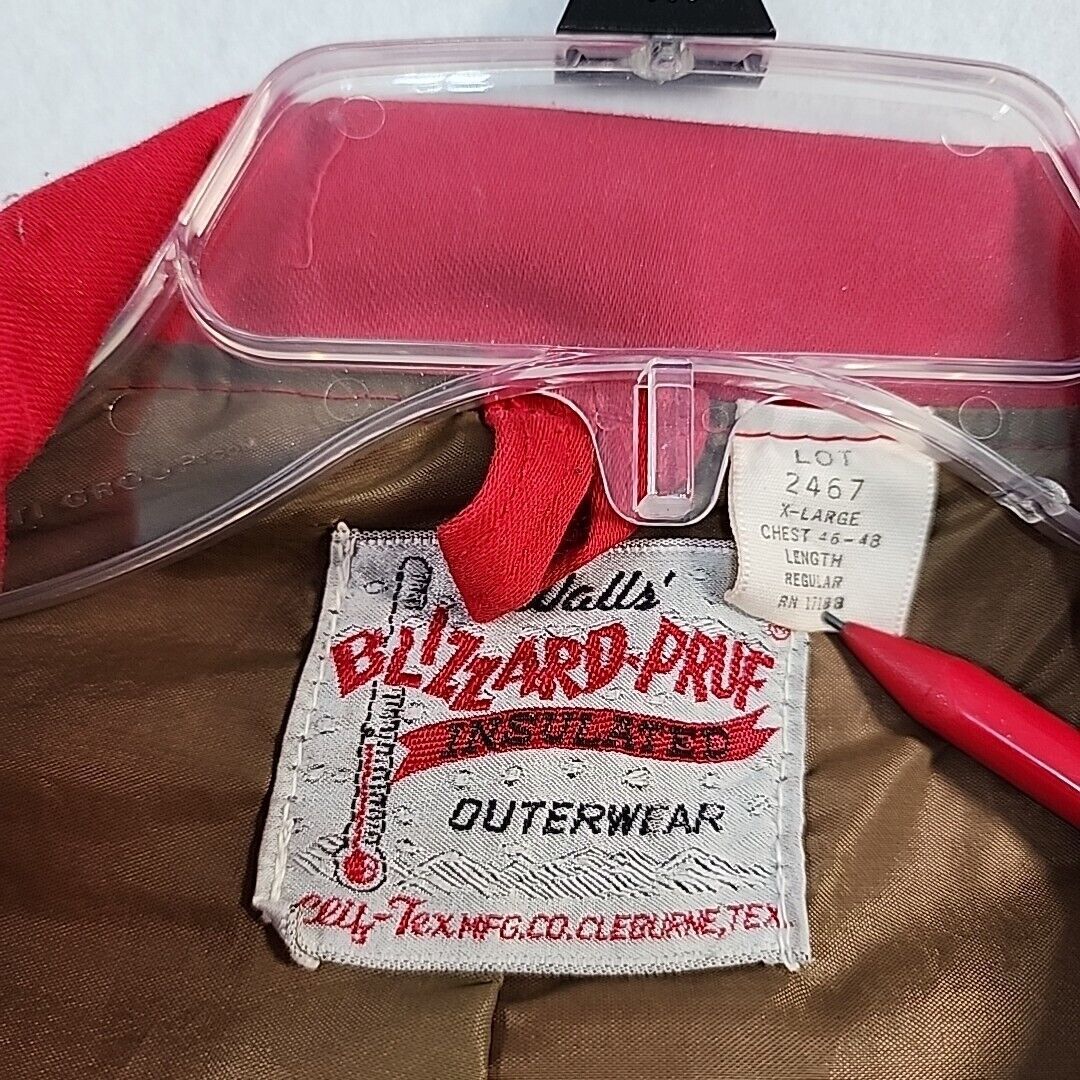 LOT
2467
X-LARGE
CHEST 46-48
LENGTH
REGULAR
RN 17188
Walls'
BLIZZARD-PRUF®
INSULATED
OUTERWEAR
MFG.CO.CLEBURNE,TEX.